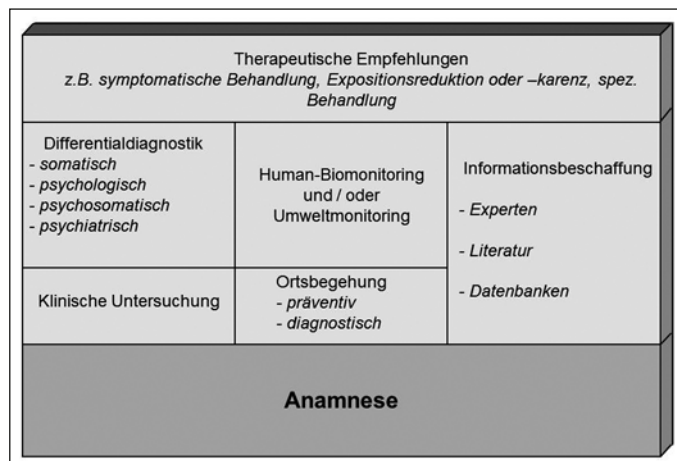 Therapeutische Empfehlungen
z.B. symptomatische Behandlung, Expositionsreduktion oder –karenz, spez.
Behandlung
Differentialdiagnostik
- somatisch
- psychologisch
- psychosomatisch
- psychiatrisch
Human-Biomonitoring
und / oder
Umweltmonitoring
Informationsbeschaffung
- Experten
- Literatur
- Datenbanken
Klinische Untersuchung
Ortsbegehung
- präventiv
- diagnostisch
Anamnese